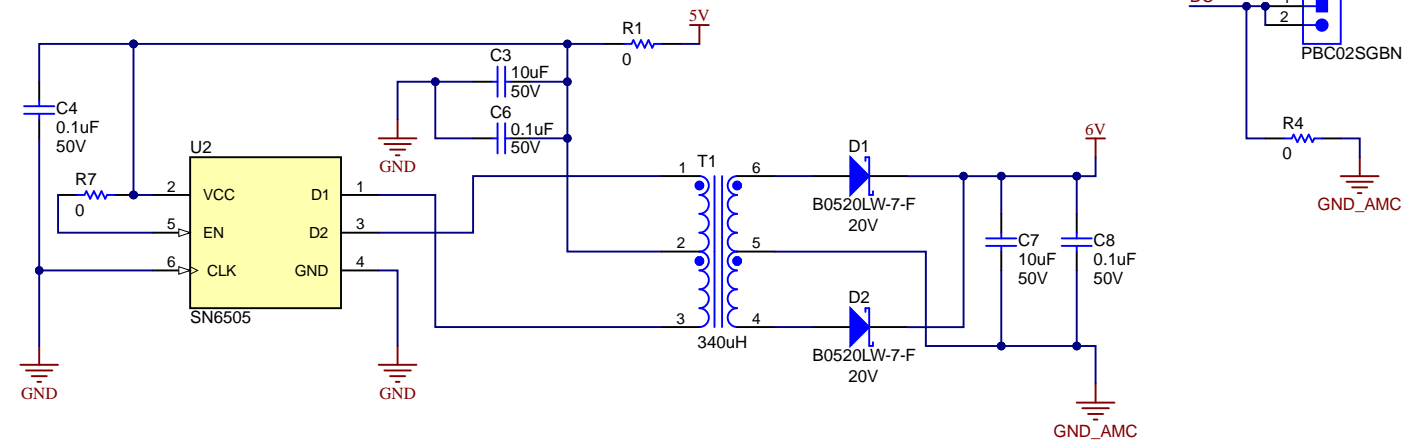 5V
R1
0
1
2
PBC02SGBN
C3
10uF
50V
C4
0.1uF
50V
C6
0.1uF
50V
GND
R4
0
GND_AMC
U2
R7
0
2 VCC D1 1
5 EN D2 3
6 CLK GND 4
SN6505
GND
GND
T1
1 6
2 5
3 4
340uH
D1
B0520LW-7-F
20V
D2
B0520LW-7-F
20V
6V
C7
10uF
50V
C8
0.1uF
50V
GND_AMC